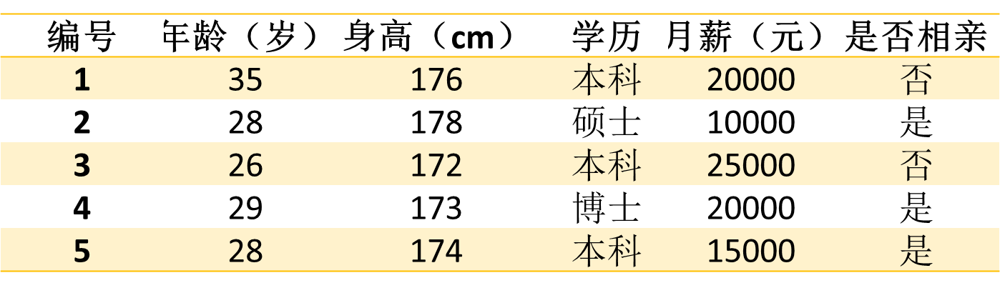 编号 年龄（岁） 身高（cm） 学历 月薪（元） 是否相亲
1 35 176 本科 20000 否
2 28 178 硕士 10000 是
3 26 172 本科 25000 否
4 29 173 博士 20000 是
5 28 174 本科 15000 是